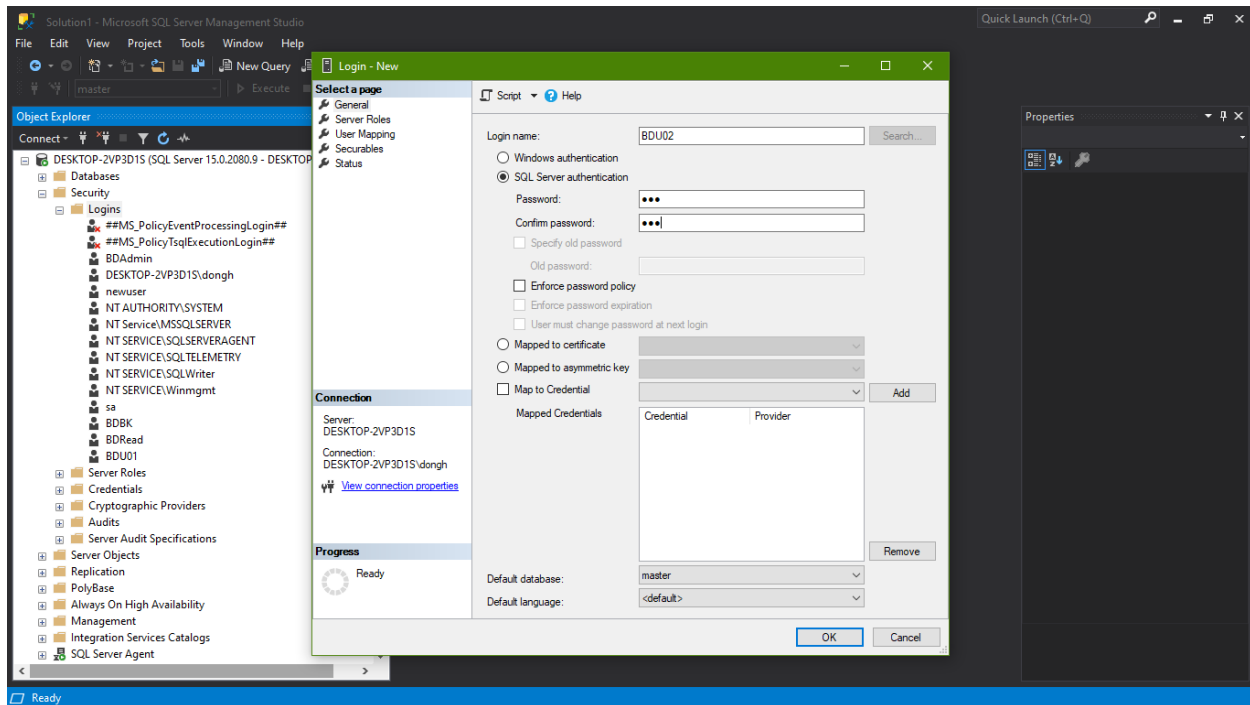 Solution1 - Microsoft SQL Server Management Studio
Quick Launch (Ctrl+Q)
File Edit View Project Tools Window Help
New Query
master
Execute
Object Explorer
Connect
DESKTOP-2VP3D1S (SQL Server 15.0.2080.9 - DESKTOP
Databases
Security
Logins
##MS_PolicyEventProcessingLogin##
##MS_PolicyTsqlExecutionLogin##
BDAdmin
DESKTOP-2VP3D1S\dongh
newuser
NT AUTHORITY\SYSTEM
NT Service\MSSQLSERVER
NT SERVICE\SQLSERVERAGENT
NT SERVICE\SQLTELEMETRY
NT SERVICE\SQLWriter
NT SERVICE\Winmgmt
sa
BDBK
BDRead
BDU01
Server Roles
Credentials
Cryptographic Providers
Audits
Server Audit Specifications
Server Objects
Replication
PolyBase
Always On High Availability
Management
Integration Services Catalogs
SQL Server Agent
Ready
Login - New
Select a page
General
Server Roles
User Mapping
Securables
Status
Connection
Server:
DESKTOP-2VP3D1S
Connection:
DESKTOP-2VP3D1S\dongh
View connection properties
Progress
Ready
Script Help
Login name: BDU02 Search...
Windows authentication
SQL Server authentication
Password: ●●●
Confirm password: ●●●
Specify old password
Old password:
Enforce password policy
Enforce password expiration
User must change password at next login
Mapped to certificate
Mapped to asymmetric key
Map to Credential Add
Mapped Credentials Credential Provider
Remove
Default database: master
Default language: <default>
OK Cancel
Properties